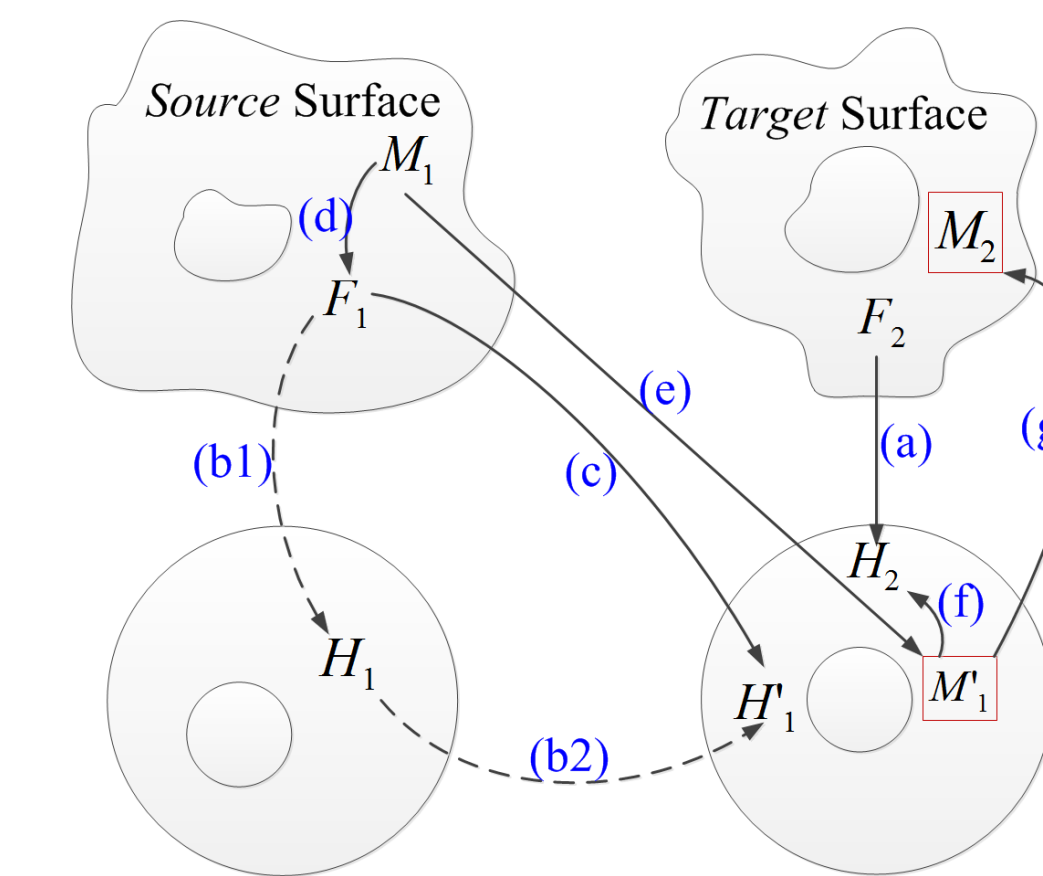 Source Surface
Target Surface
M₁
(d)
M₂
F₁
F₂
(e)
(a)
(b1)
(c)
H₂
(f)
H₁
M'₁
H'₁
(b2)